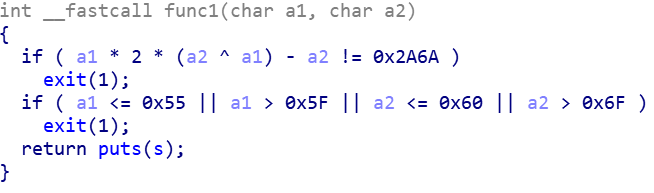 int __fastcall func1(char a1, char a2)
{
  if ( a1 * 2 * (a2 ^ a1) - a2 != 0x2A6A )
    exit(1);
  if ( a1 <= 0x55 || a1 > 0x5F || a2 <= 0x60 || a2 > 0x6F )
    exit(1);
  return puts(s);
}